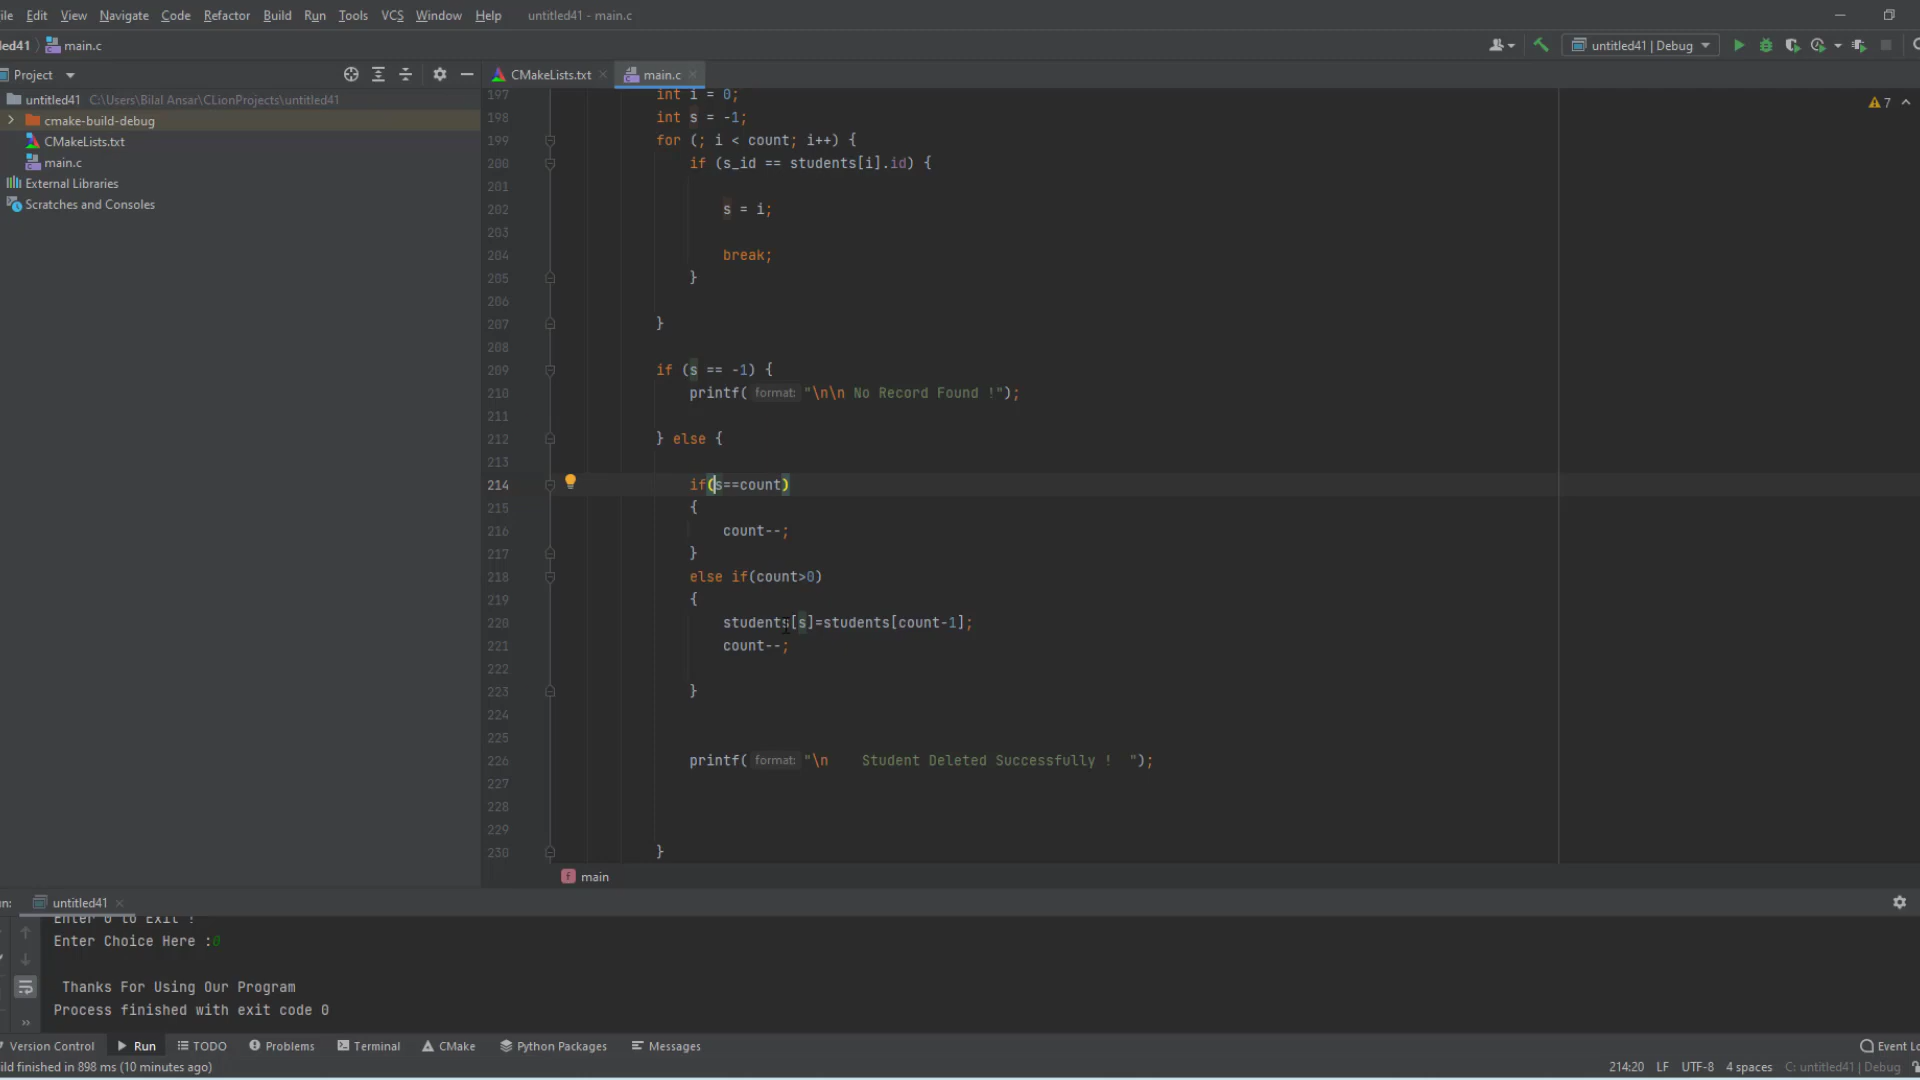 ile Edit View Navigate Code Refactor Build Run Tools VCS Window Help untitled41 - main.c
led41 main.c untitled41 | Debug
Project CMakeLists.txt main.c
untitled41 C:\Users\Bilal Ansar\CLionProjects\untitled41
cmake-build-debug
CMakeLists.txt
main.c
External Libraries
Scratches and Consoles
7
197 int i = 0;
198 int s = -1;
199 for (; i < count; i++) {
200 if (s_id == students[i].id) {
201
202 s = i;
203
204 break;
205 }
206
207 }
208
209 if (s == -1) {
210 printf( format: "\n\n No Record Found !");
211
212 } else {
213
214 if(s==count)
215 {
216 count--;
217 }
218 else if(count>0)
219 {
220 students[s]=students[count-1];
221 count--;
222
223 }
224
225
226 printf( format: "\n    Student Deleted Successfully !  ");
227
228
229
230 }
main
n: untitled41
Enter 0 to Exit !
Enter Choice Here :0
Thanks For Using Our Program
Process finished with exit code 0
Version Control Run TODO Problems Terminal CMake Python Packages Messages Event Lo
ild finished in 898 ms (10 minutes ago) 214:20 LF UTF-8 4 spaces C: untitled41 | Debug